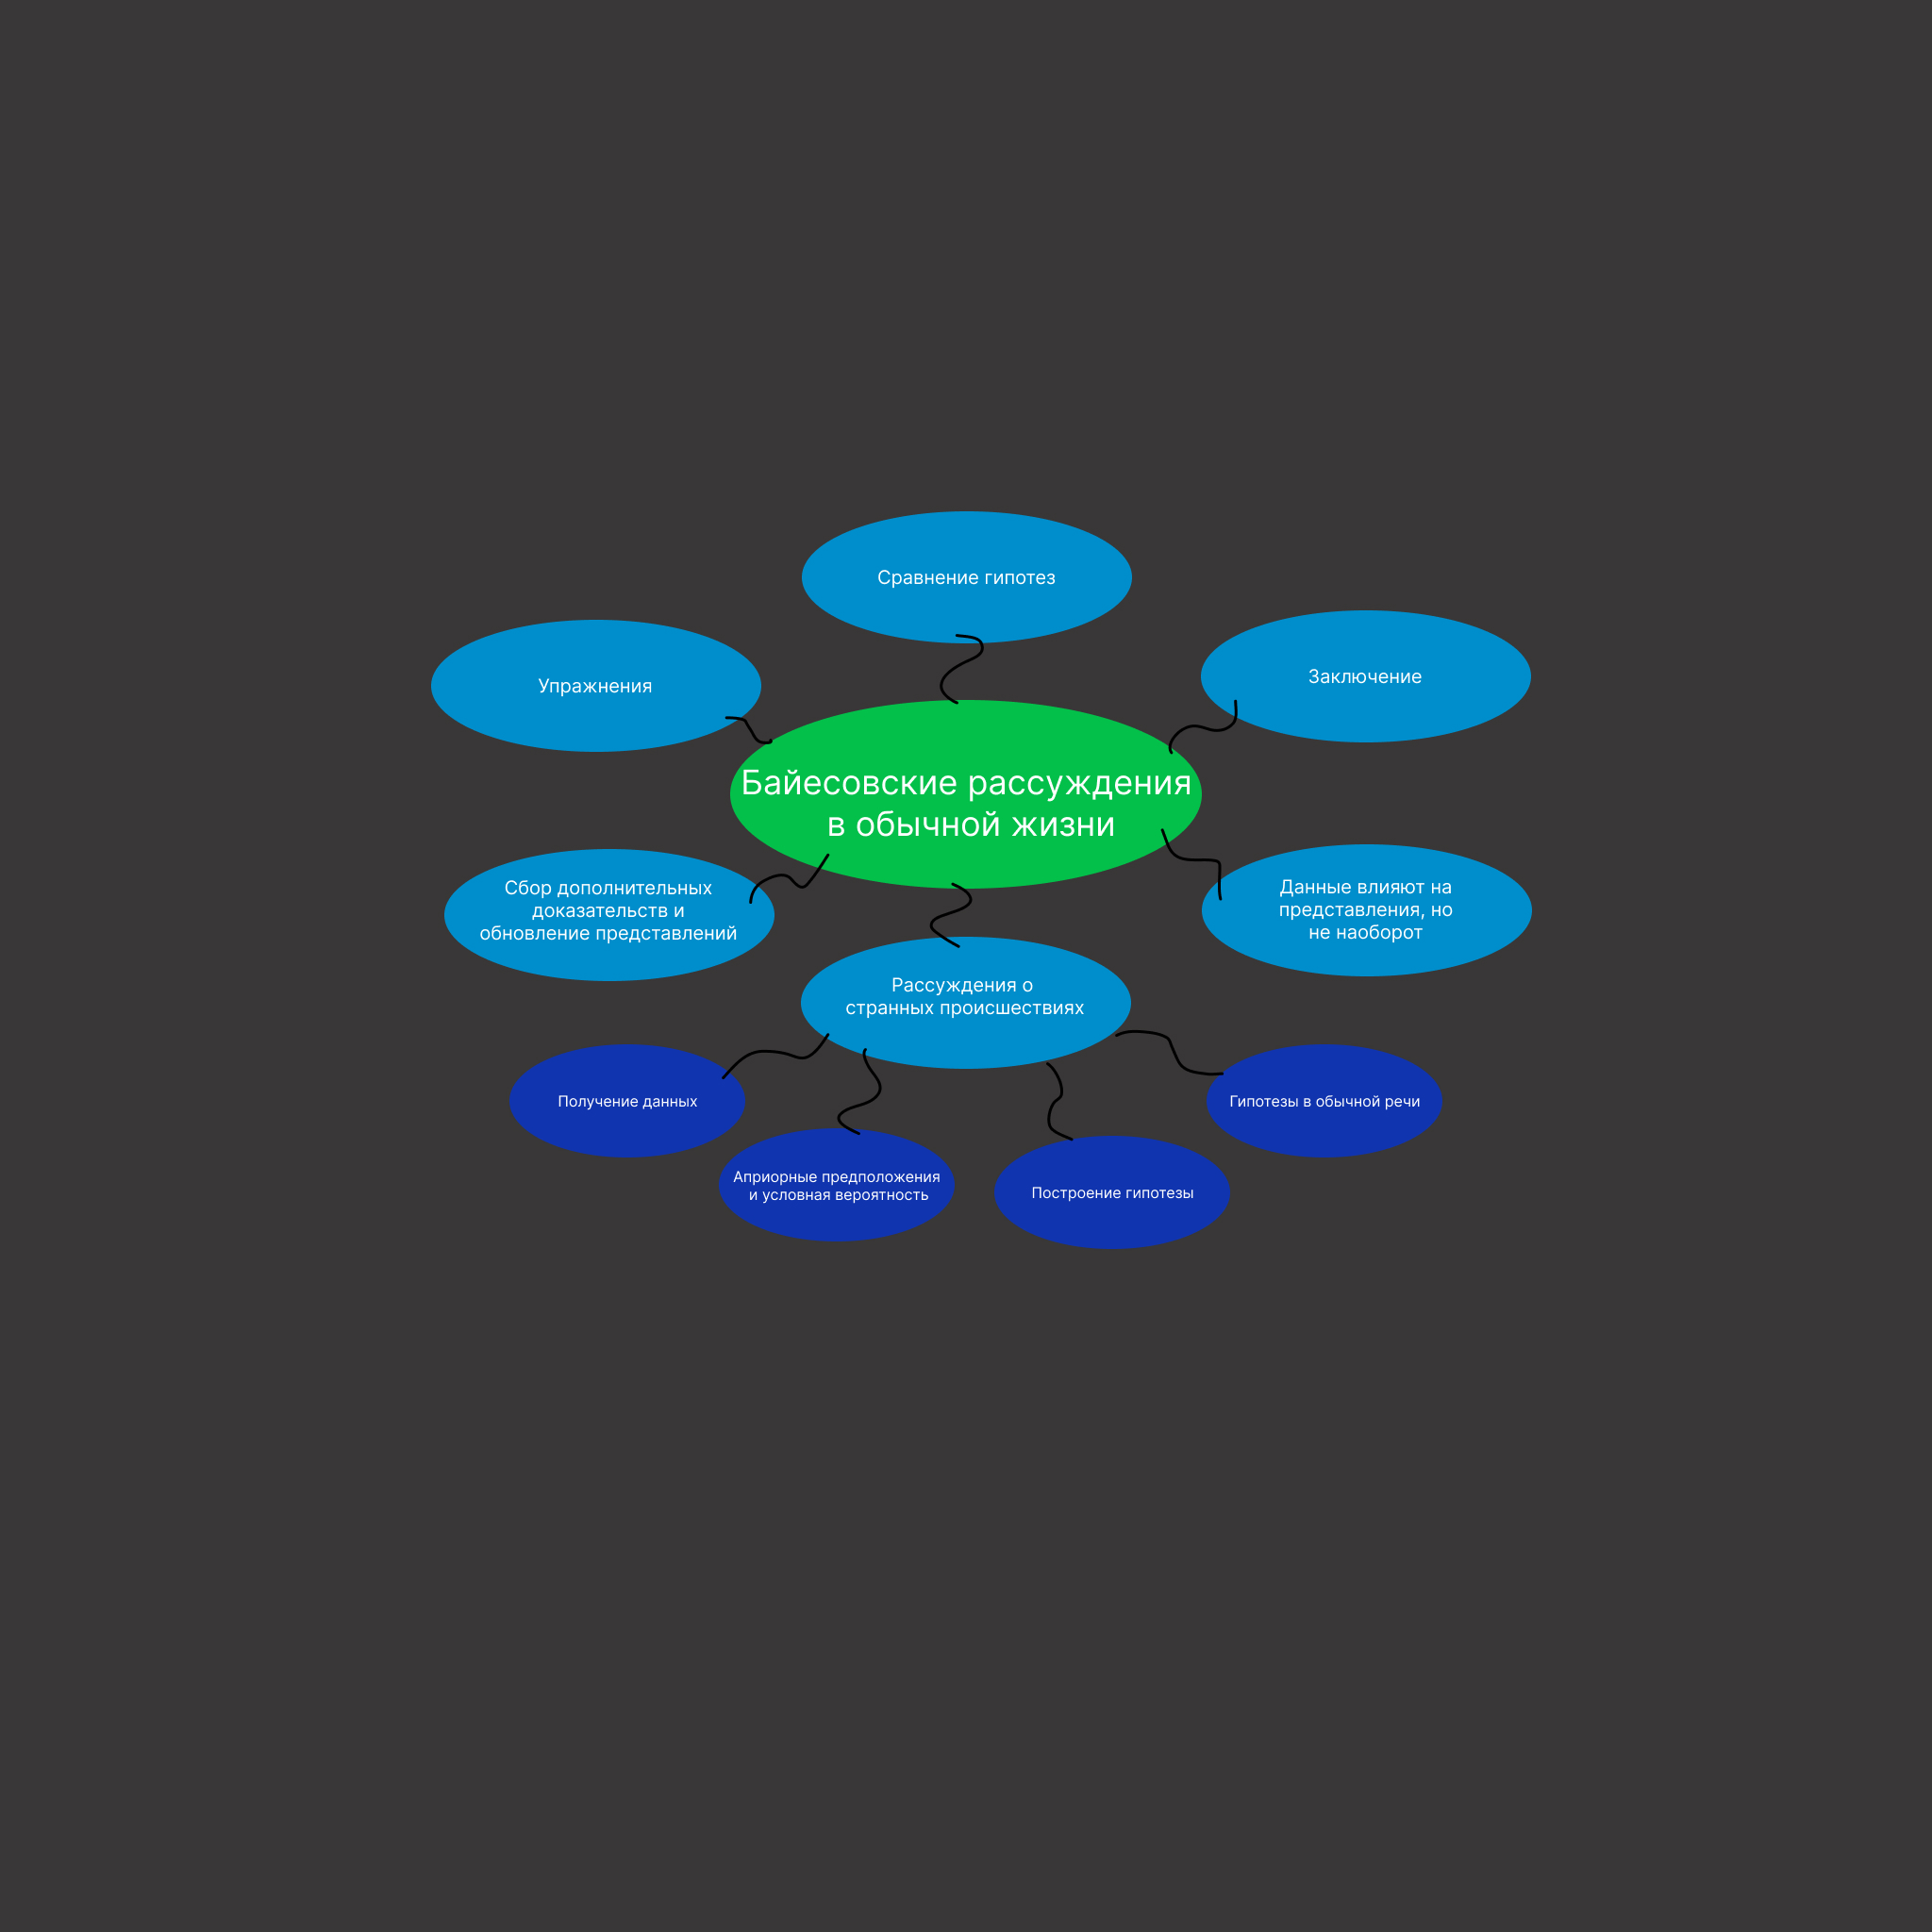 Сравнение гипотез
Упражнения
Заключение
Байесовские рассуждения
в обычной жизни
Сбор дополнительных
доказательств и
обновление представлений
Данные влияют на
представления, но
не наоборот
Рассуждения о
странных происшествиях
Получение данных
Гипотезы в обычной речи
Априорные предположения
и условная вероятность
Построение гипотезы